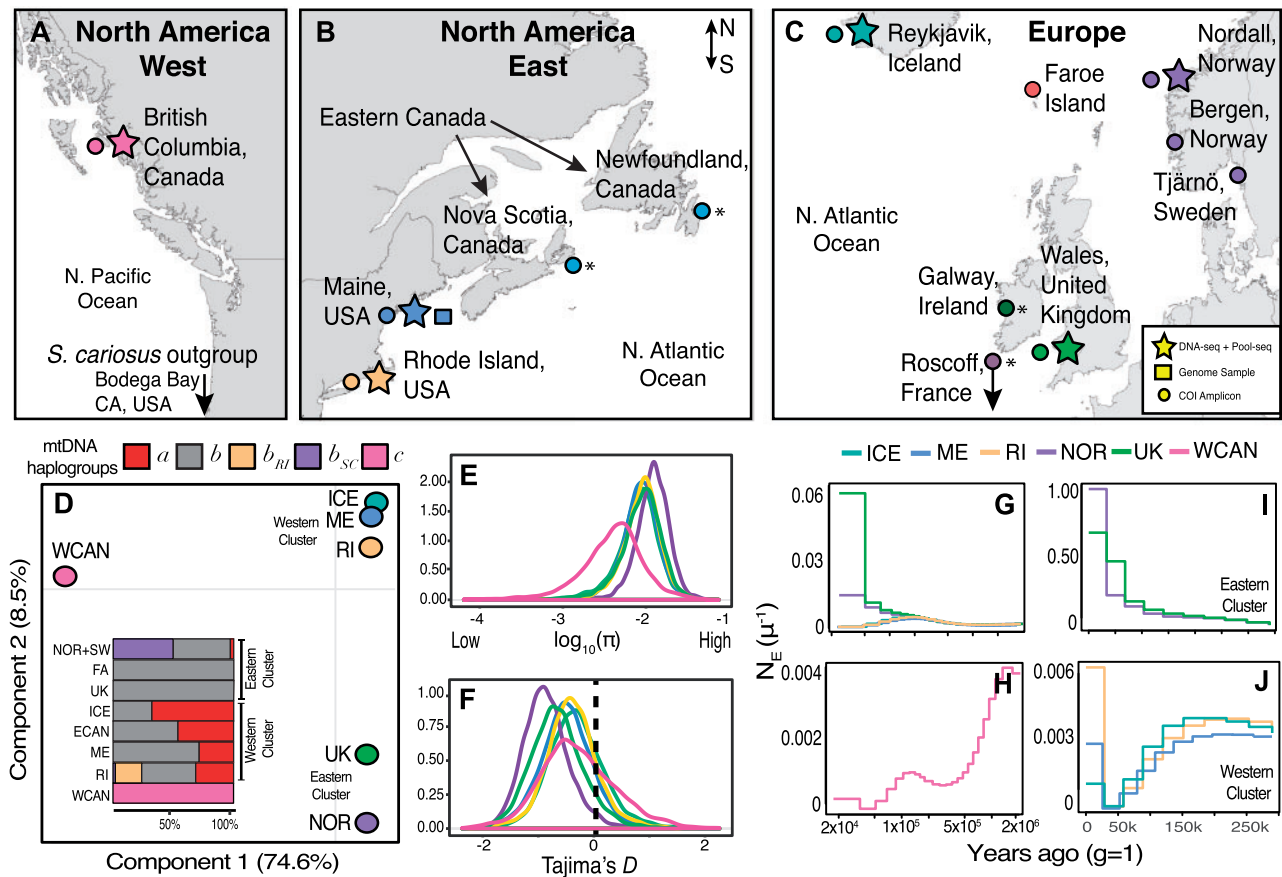 A
North America
West
British
Columbia,
Canada
N. Pacific
Ocean
S. cariosus outgroup
Bodega Bay
CA, USA
B
North America
East
N
S
Eastern Canada
Newfoundland,
Canada
*
Nova Scotia,
Canada
*
Maine,
USA
Rhode Island,
USA
N. Atlantic
Ocean
C
Europe
Reykjavik,
Iceland
Faroe
Island
Nordall,
Norway
Bergen,
Norway
Tjärnö,
Sweden
N. Atlantic
Ocean
Galway,
Ireland
*
Wales,
United
Kingdom
Roscoff,
France
*
DNA-seq + Pool-seq
Genome Sample
COI Amplicon
mtDNA
haplogroups
a b bRI bSC c
D
WCAN
ICE
ME
RI
Western
Cluster
UK
Eastern
Cluster
NOR
NOR+SW
FA
UK
ICE
ECAN
ME
RI
WCAN
Eastern
Cluster
Western
Cluster
50% 100%
Component 2 (8.5%)
Component 1 (74.6%)
E
2.00
1.50
1.00
0.50
0.00
-4 -3 -2 -1
Low log10(π) High
F
1.00
0.75
0.50
0.25
0.00
-2 0 2
Tajima's D
ICE ME RI NOR UK WCAN
G
0.06
0.03
0
NE (μ-1)
H
0.004
0.002
0
2x10⁴ 1x10⁵ 5x10⁵ 2x10⁶
I
1.00
0.50
0
Eastern
Cluster
J
0.006
0.003
0
Western
Cluster
0 50k 150k 250k
Years ago (g=1)